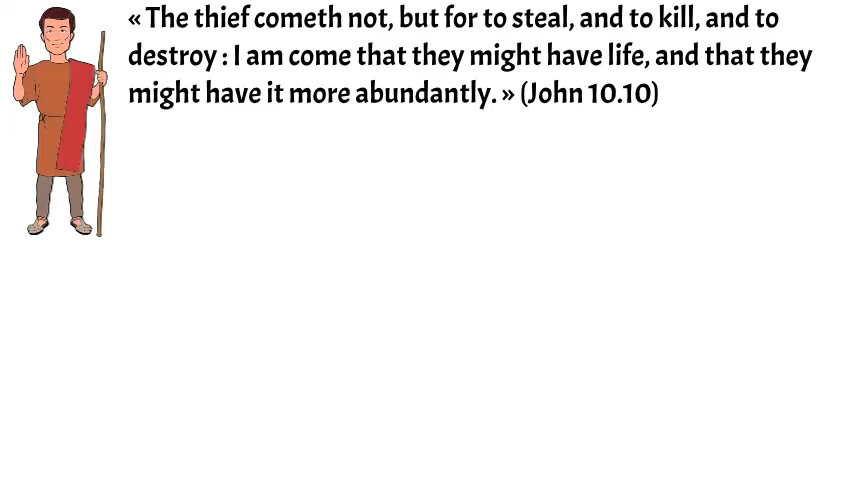 « The thief cometh not, but for to steal, and to kill, and to
destroy : I am come that they might have life, and that they
might have it more abundantly. » (John 10.10)